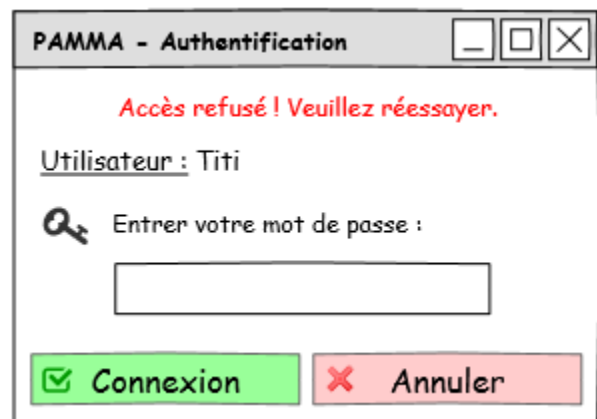 PAMMA - Authentification
Accès refusé ! Veuillez réessayer.
Utilisateur : Titi
Entrer votre mot de passe :
Connexion Annuler